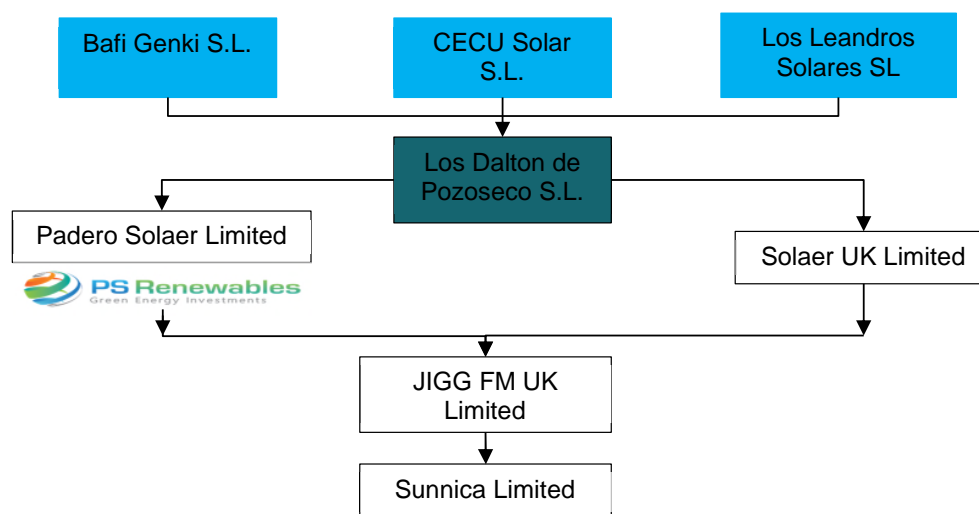 Bafi Genki S.L.
CECU Solar
S.L.
Los Leandros
Solares SL
Los Dalton de
Pozoseco S.L.
Padero Solaer Limited
Solaer UK Limited
PS Renewables
Green Energy Investments
JIGG FM UK
Limited
Sunnica Limited